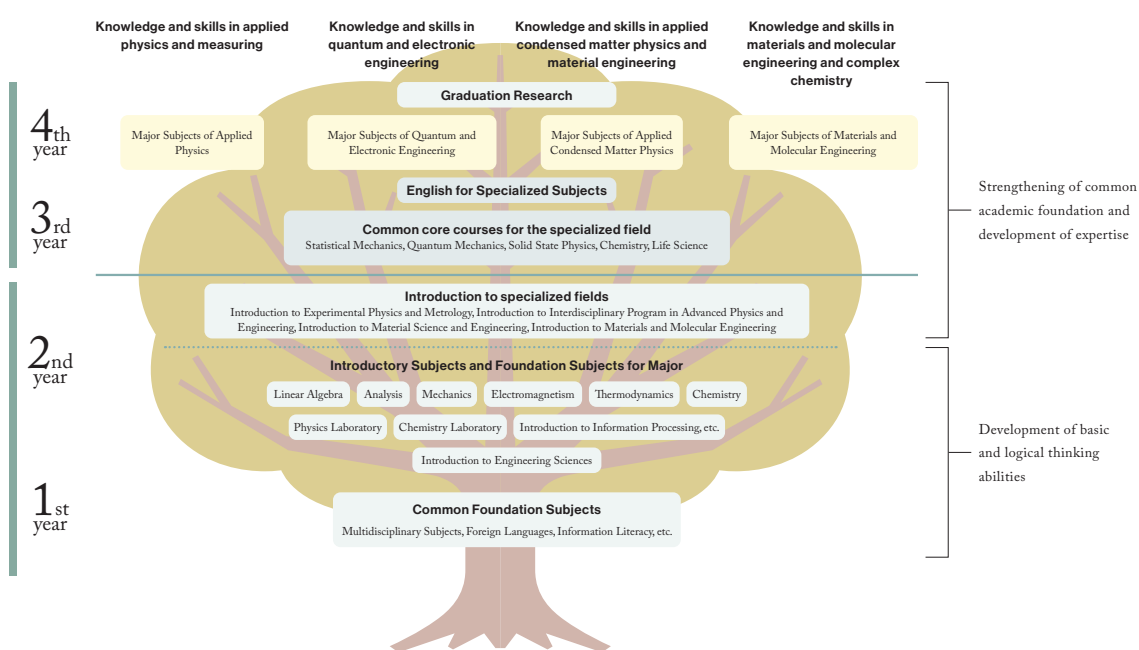 Knowledge and skills in applied
physics and measuring
Knowledge and skills in
quantum and electronic
engineering
Knowledge and skills in applied
condensed matter physics and
material engineering
Knowledge and skills in
materials and molecular
engineering and complex
chemistry
Graduation Research
4th
year
Major Subjects of Applied
Physics
Major Subjects of Quantum and
Electronic Engineering
Major Subjects of Applied
Condensed Matter Physics
Major Subjects of Materials and
Molecular Engineering
English for Specialized Subjects
3rd
year
Common core courses for the specialized field
Statistical Mechanics, Quantum Mechanics, Solid State Physics, Chemistry, Life Science
Strengthening of common
academic foundation and
development of expertise
Introduction to specialized fields
Introduction to Experimental Physics and Metrology, Introduction to Interdisciplinary Program in Advanced Physics and
Engineering, Introduction to Material Science and Engineering, Introduction to Materials and Molecular Engineering
2nd
year
Introductory Subjects and Foundation Subjects for Major
Linear Algebra
Analysis
Mechanics
Electromagnetism
Thermodynamics
Chemistry
Physics Laboratory
Chemistry Laboratory
Introduction to Information Processing, etc.
Introduction to Engineering Sciences
Development of basic
and logical thinking
abilities
1st
year
Common Foundation Subjects
Multidisciplinary Subjects, Foreign Languages, Information Literacy, etc.